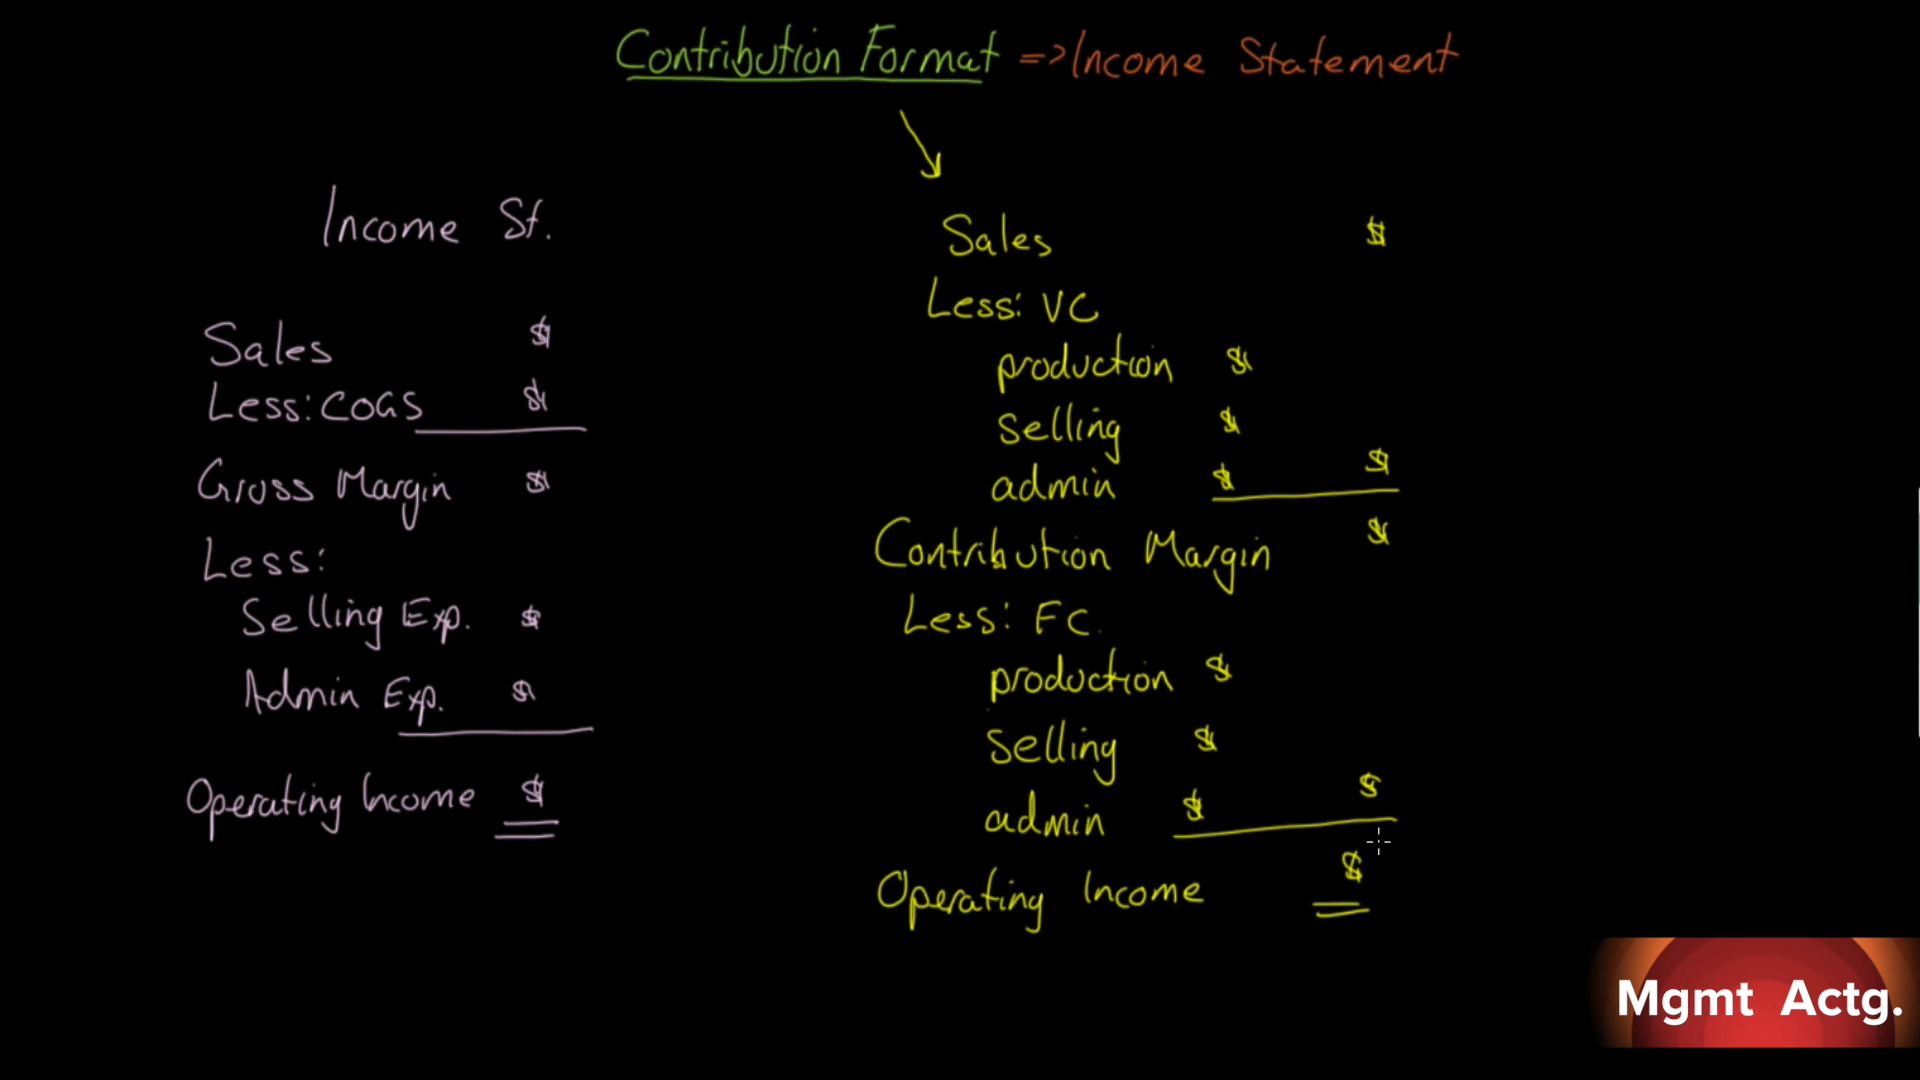 Contribution Format => Income Statement
Income St.
Sales $
Less: COGS $
Gross Margin $
Less:
Selling Exp. $
Admin Exp. $
Operating Income $
Sales $
Less: VC
production $
selling $
admin $ $
Contribution Margin $
Less: FC.
production $
selling $
admin $ $
Operating Income $
Mgmt Actg.